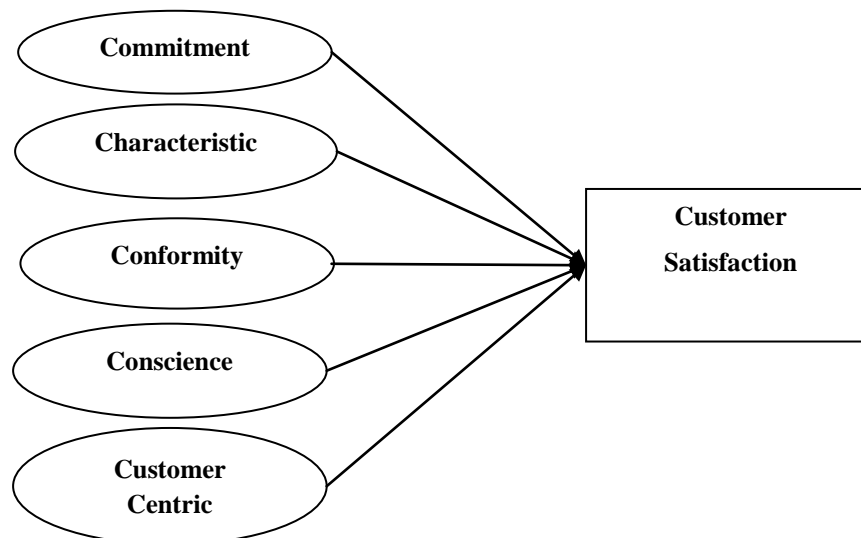 Commitment
Characteristic
Conformity
Conscience
Customer
Centric
Customer
Satisfaction